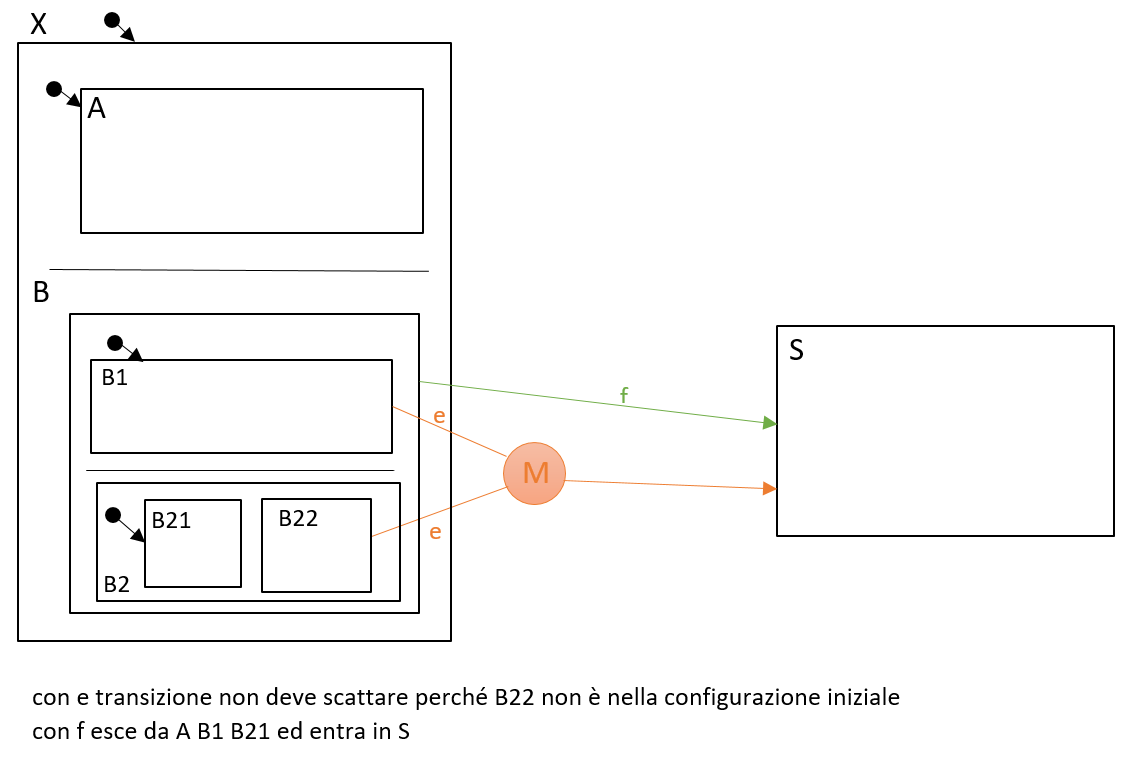 X
A
B
B1
f
S
e
M
B21
B22
e
B2
con e transizione non deve scattare perché B22 non è nella configurazione iniziale
con f esce da A B1 B21 ed entra in S